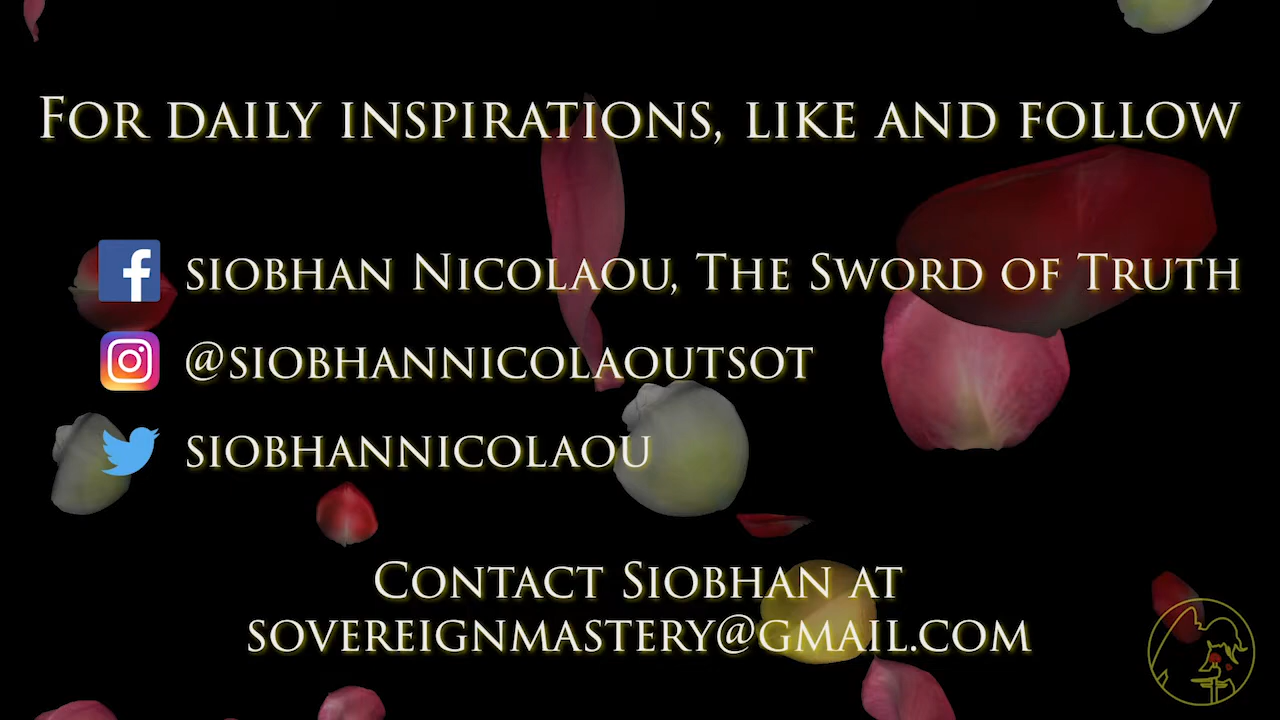 For daily inspirations, like and follow
siobhan Nicolaou, The Sword of Truth
@siobhannicolaoutsot
siobhannicolaou
Contact Siobhan at
sovereignmastery@gmail.com